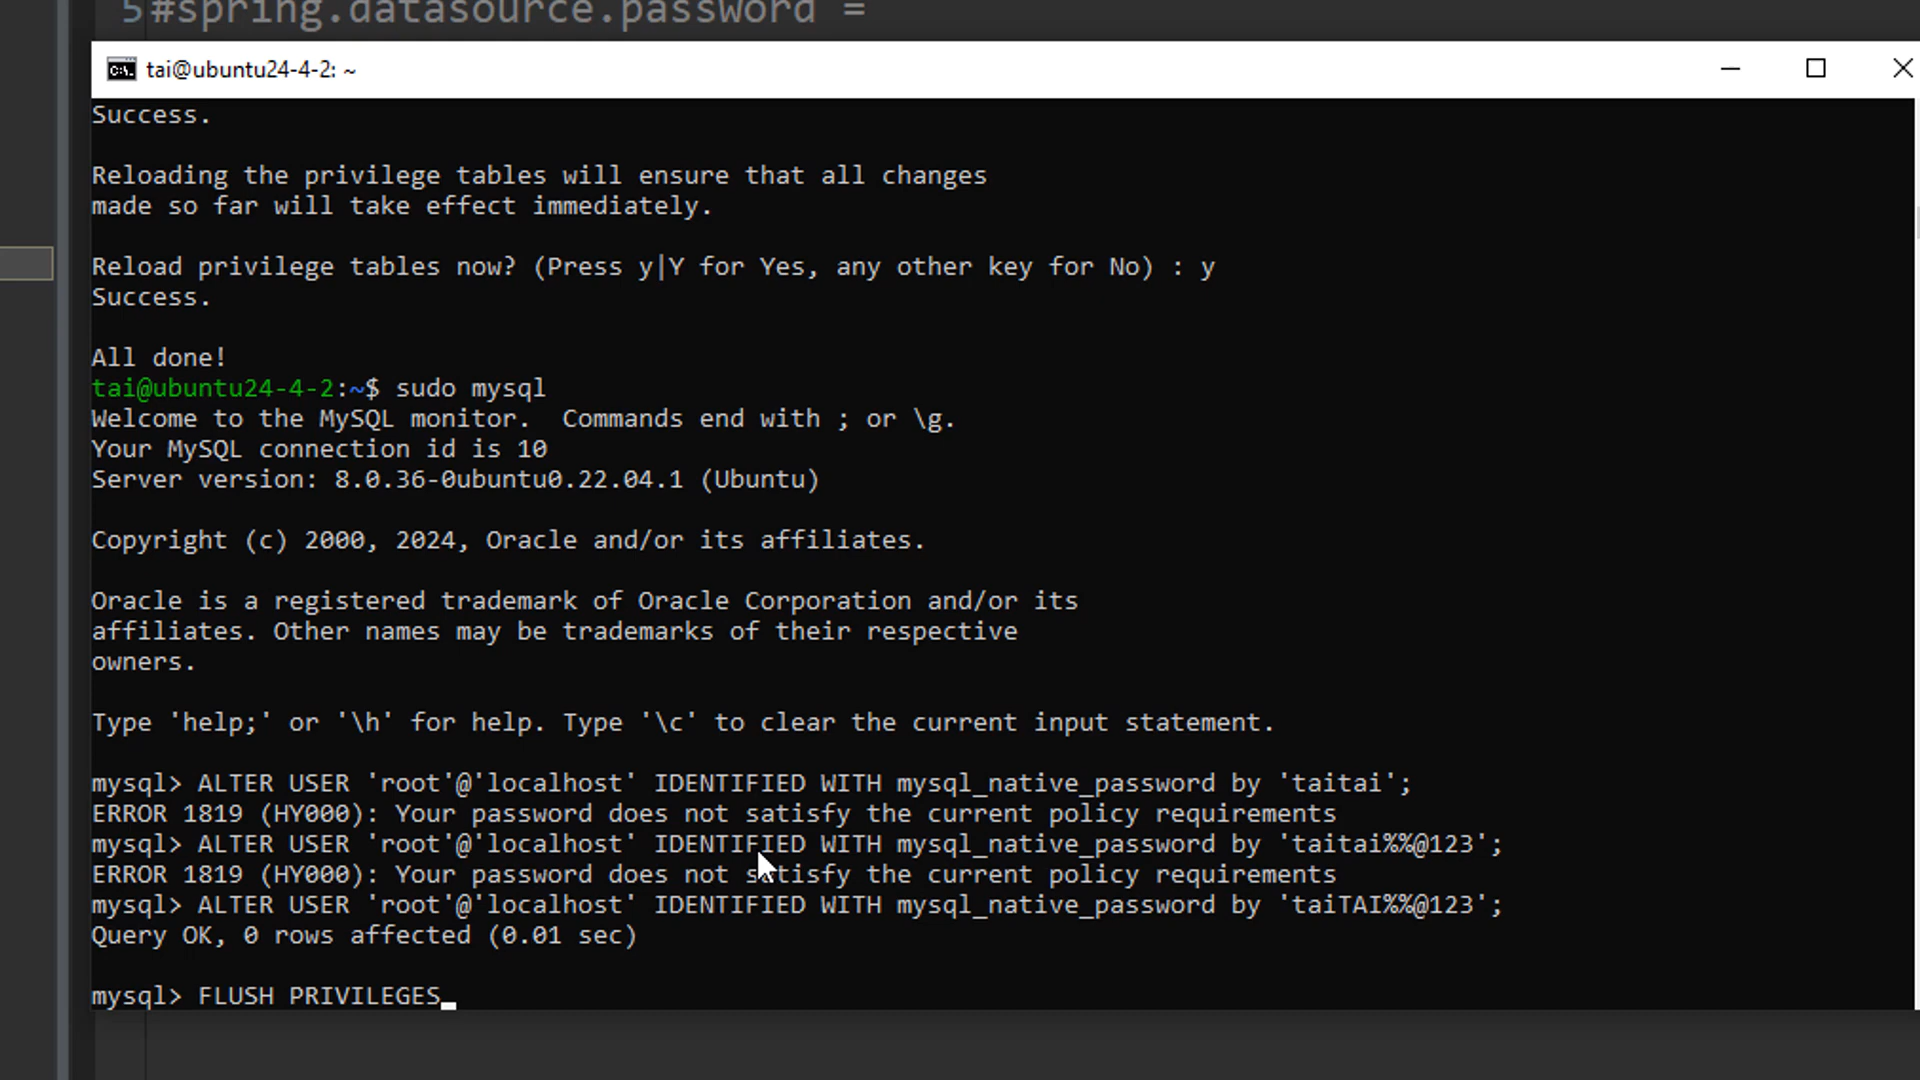 5#spring.datasource.password =
tai@ubuntu24-4-2: ~
Success.
Reloading the privilege tables will ensure that all changes
made so far will take effect immediately.
Reload privilege tables now? (Press y|Y for Yes, any other key for No) : y
Success.
All done!
tai@ubuntu24-4-2:~$ sudo mysql
Welcome to the MySQL monitor.  Commands end with ; or \g.
Your MySQL connection id is 10
Server version: 8.0.36-0ubuntu0.22.04.1 (Ubuntu)
Copyright (c) 2000, 2024, Oracle and/or its affiliates.
Oracle is a registered trademark of Oracle Corporation and/or its
affiliates. Other names may be trademarks of their respective
owners.
Type 'help;' or '\h' for help. Type '\c' to clear the current input statement.
mysql> ALTER USER 'root'@'localhost' IDENTIFIED WITH mysql_native_password by 'taitai';
ERROR 1819 (HY000): Your password does not satisfy the current policy requirements
mysql> ALTER USER 'root'@'localhost' IDENTIFIED WITH mysql_native_password by 'taitai%%@123';
ERROR 1819 (HY000): Your password does not satisfy the current policy requirements
mysql> ALTER USER 'root'@'localhost' IDENTIFIED WITH mysql_native_password by 'taiTAI%%@123';
Query OK, 0 rows affected (0.01 sec)
mysql> FLUSH PRIVILEGES